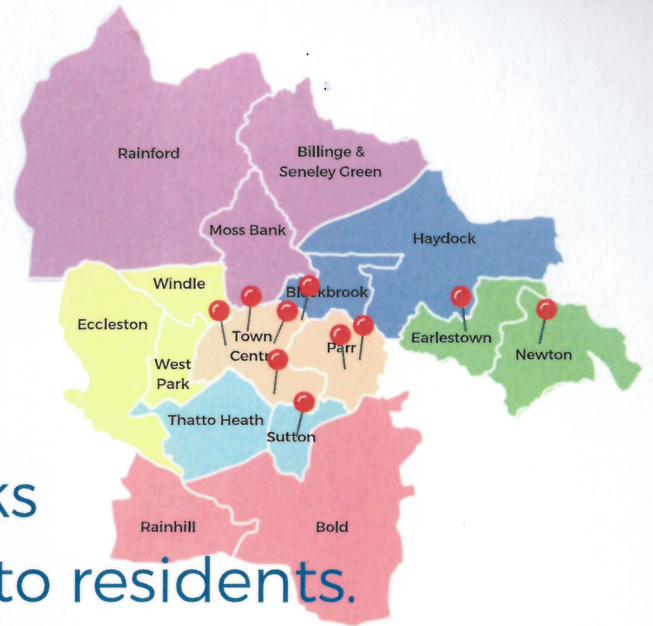 Rainford
Billinge &
Seneley Green
Moss Bank
Haydock
Windle
Blackbrook
Eccleston
Town
Centre
Parr
Earlestown
Newton
West
Park
Thatto Heath
Sutton
ks
Rainhill
Bold
to residents.